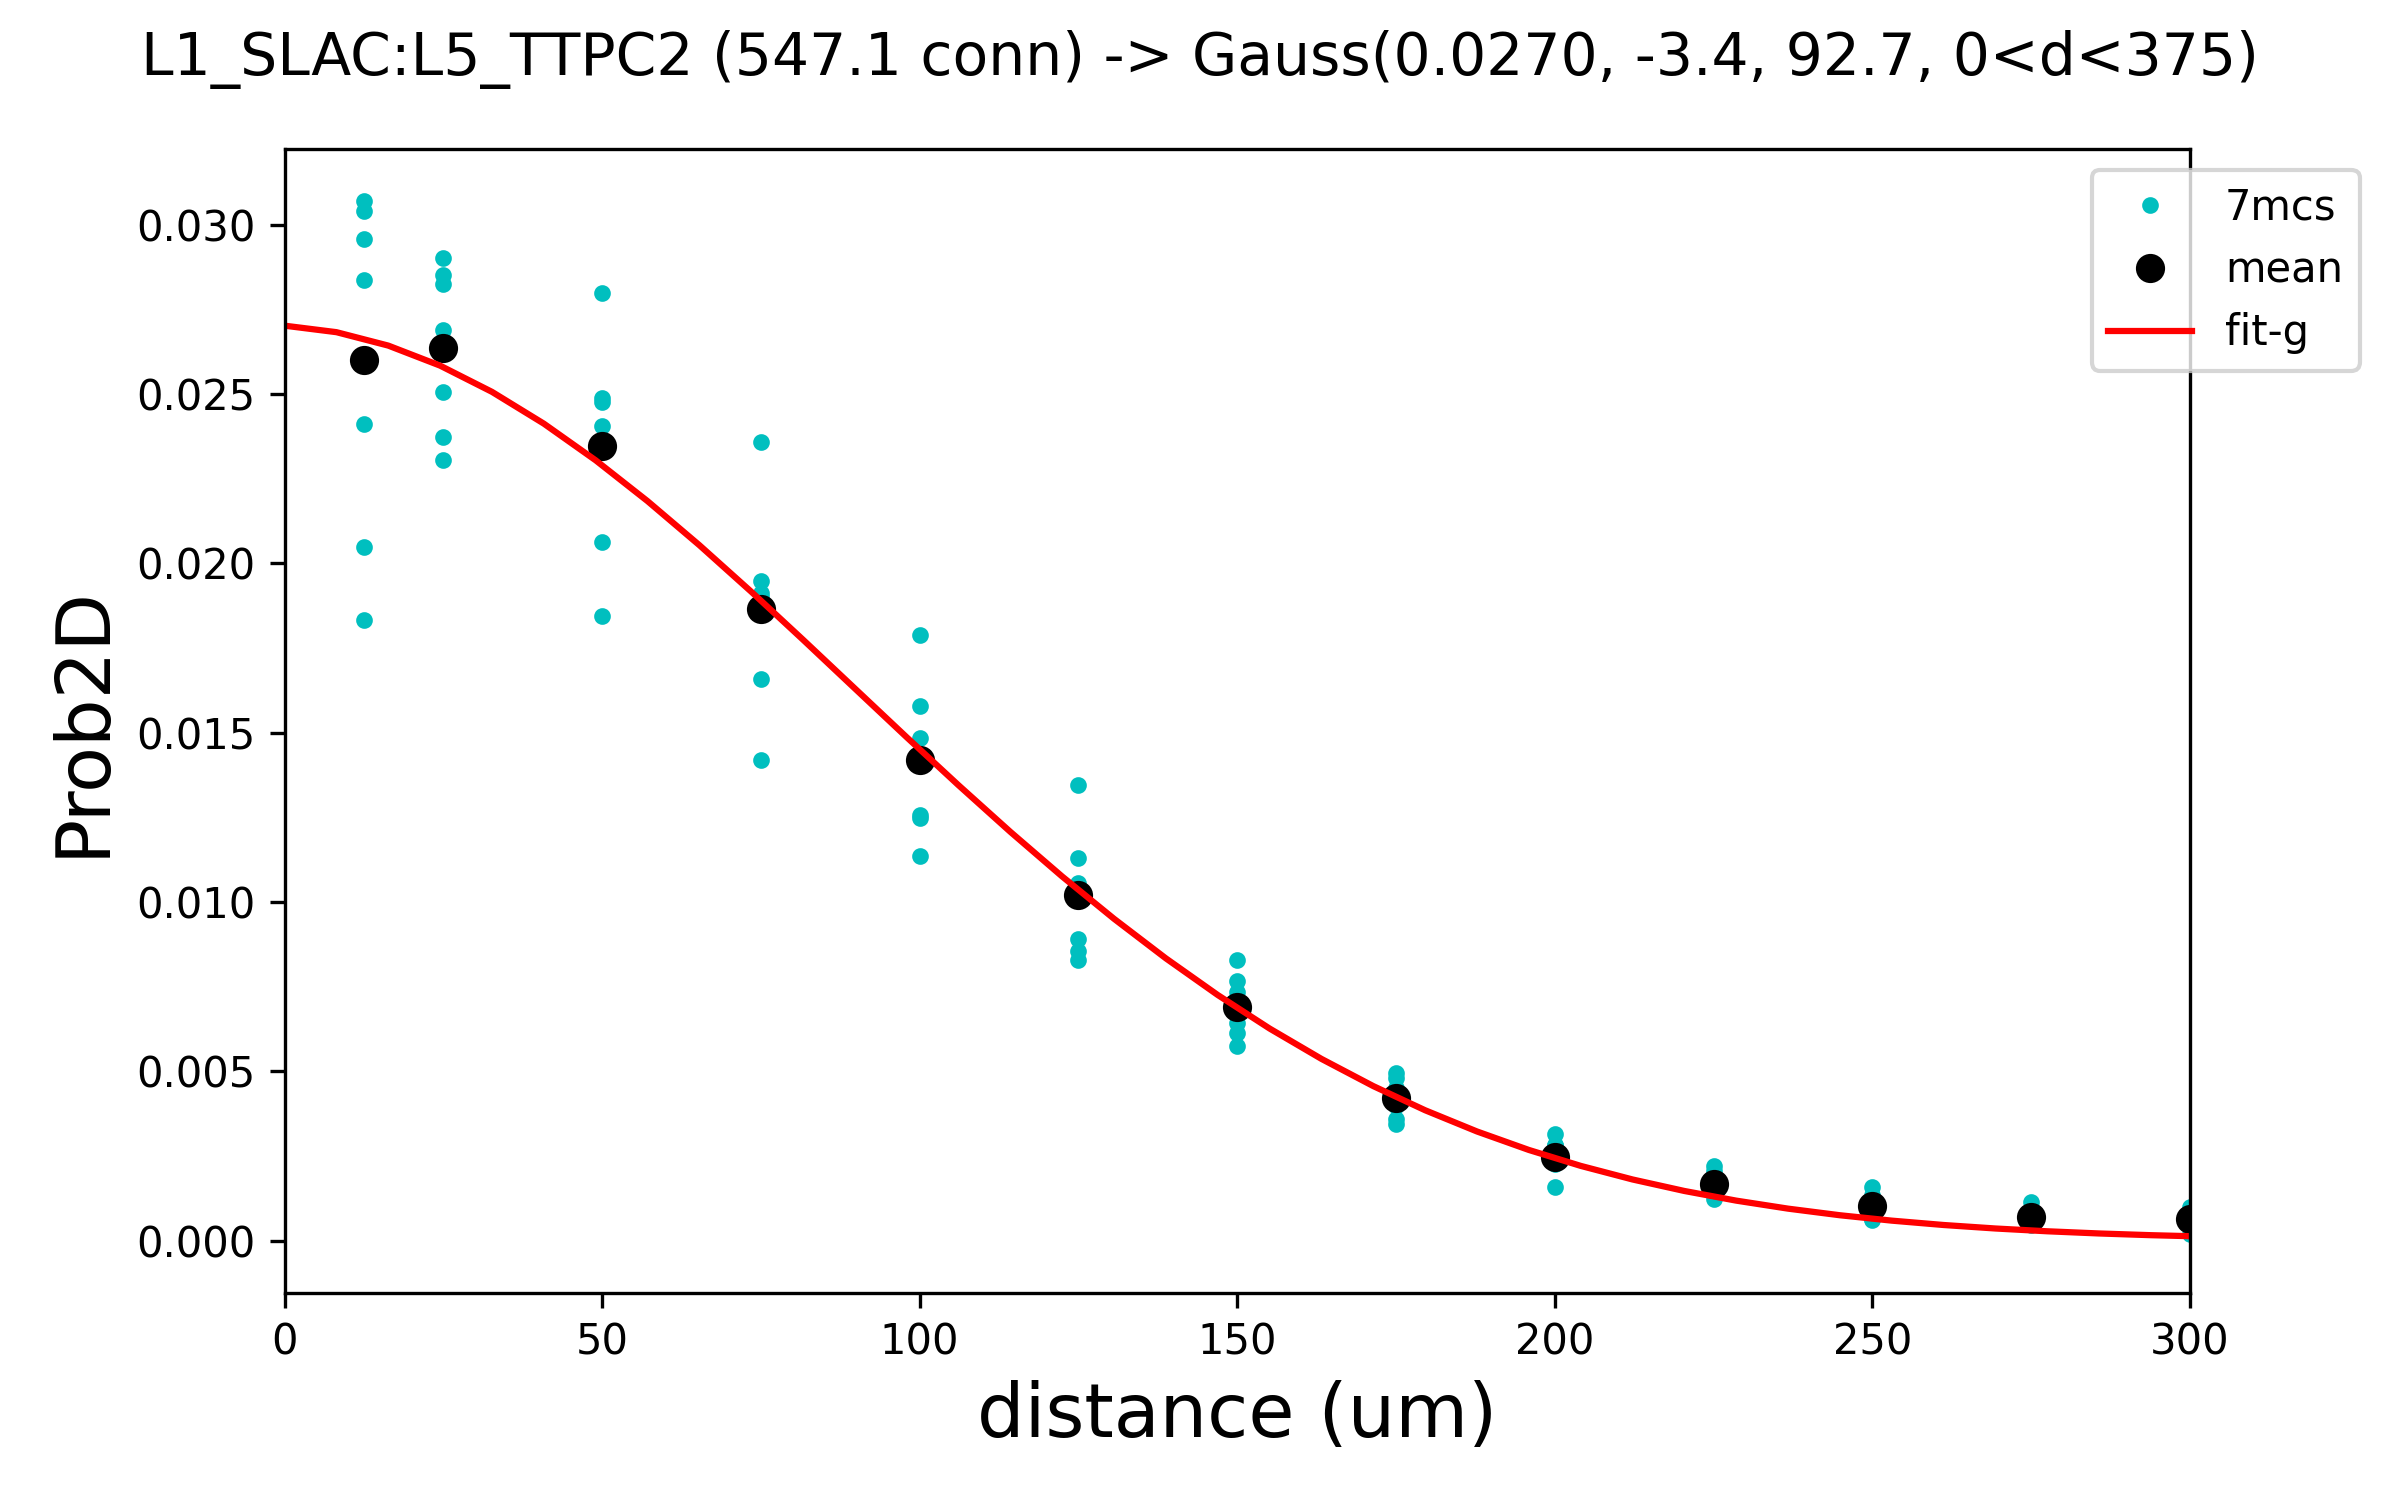 L1_SLAC:L5_TTPC2 (547.1 conn) -> Gauss(0.0270, -3.4, 92.7, 0<d<375)
7mcs
mean
fit-g
0.030
0.025
0.020
0.015
0.010
0.005
0.000
Prob2D
0 50 100 150 200 250 300
distance (um)